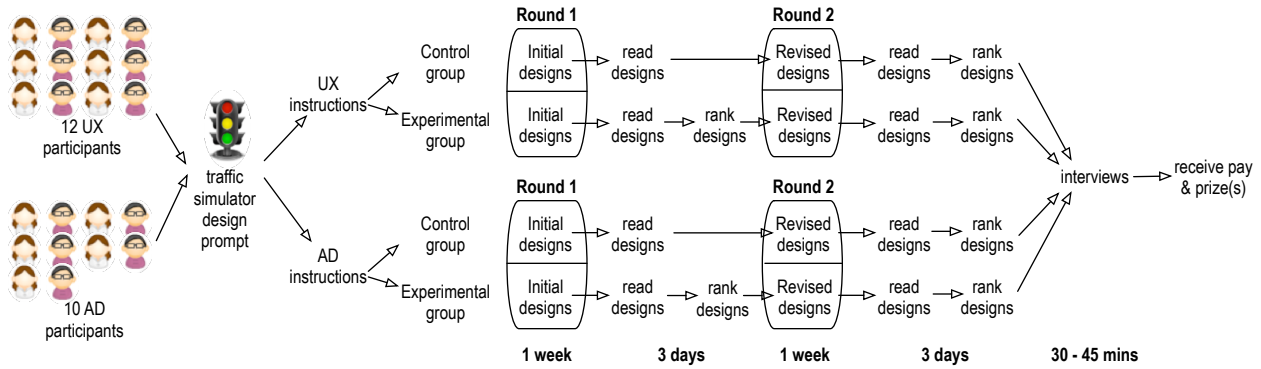 12 UX
participants
10 AD
participants
traffic
simulator
design
prompt
UX
instructions
AD
instructions
Control
group
Experimental
group
Round 1
Initial
designs
read
designs
Round 2
Revised
designs
read
designs
rank
designs
Initial
designs
read
designs
rank
designs
Revised
designs
read
designs
rank
designs
Control
group
Experimental
group
Round 1
Initial
designs
read
designs
Round 2
Revised
designs
read
designs
rank
designs
Initial
designs
read
designs
rank
designs
Revised
designs
read
designs
rank
designs
interviews
receive pay
& prize(s)
1 week
3 days
1 week
3 days
30 - 45 mins